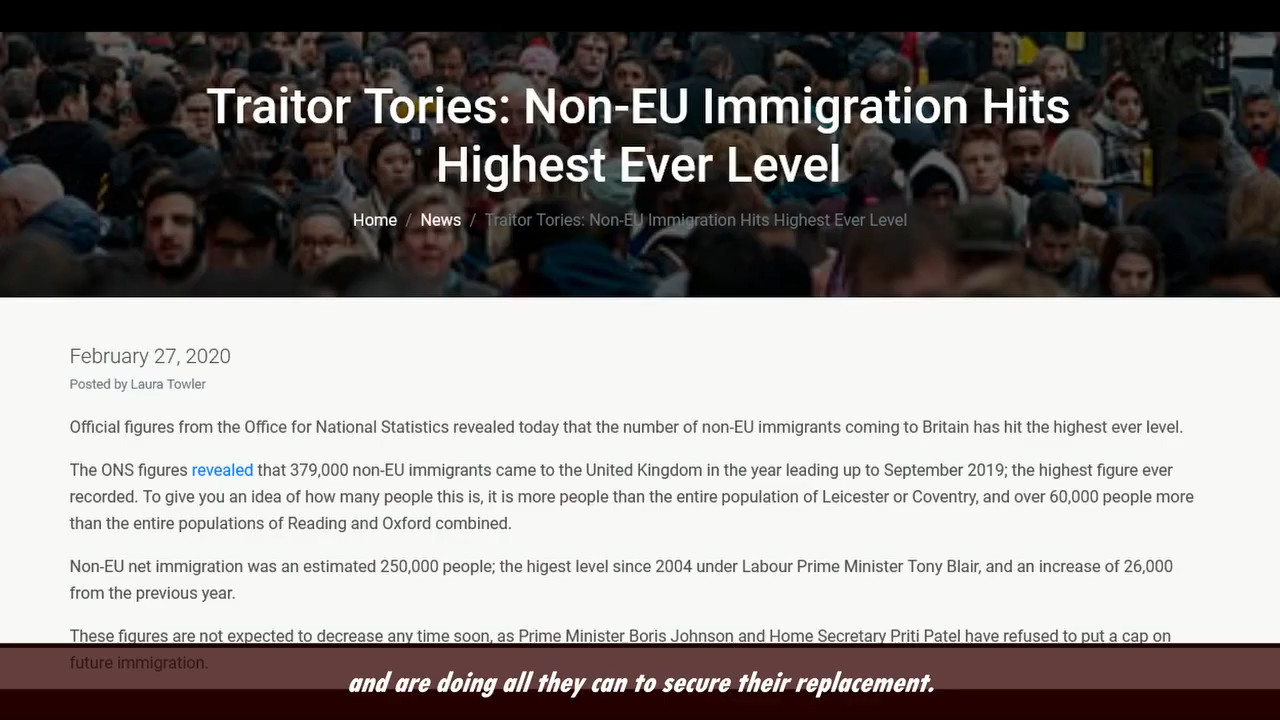 Traitor Tories: Non-EU Immigration Hits
Highest Ever Level
Home / News / Traitor Tories: Non-EU Immigration Hits Highest Ever Level
February 27, 2020
Posted by Laura Towler
Official figures from the Office for National Statistics revealed today that the number of non-EU immigrants coming to Britain has hit the highest ever level.
The ONS figures revealed that 379,000 non-EU immigrants came to the United Kingdom in the year leading up to September 2019; the highest figure ever
recorded. To give you an idea of how many people this is, it is more people than the entire population of Leicester or Coventry, and over 60,000 people more
than the entire populations of Reading and Oxford combined.
Non-EU net immigration was an estimated 250,000 people; the higest level since 2004 under Labour Prime Minister Tony Blair, and an increase of 26,000
from the previous year.
These figures are not expected to decrease any time soon, as Prime Minister Boris Johnson and Home Secretary Priti Patel have refused to put a cap on
future immigration.
and are doing all they can to secure their replacement.